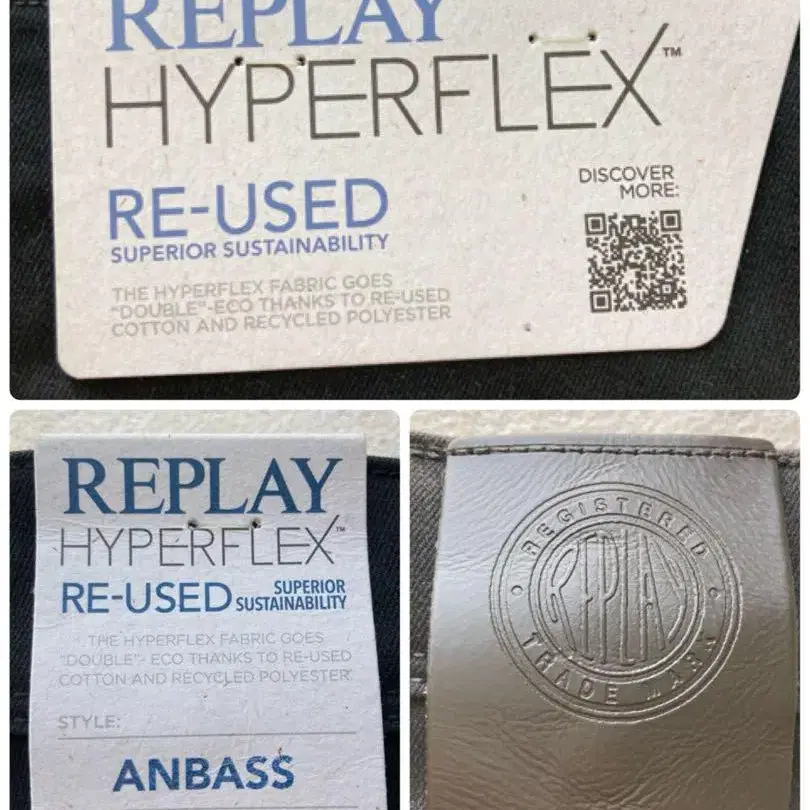 REPLAY
HYPERFLEX™
RE-USED
SUPERIOR SUSTAINABILITY
THE HYPERFLEX FABRIC GOES
"DOUBLE"-ECO THANKS TO RE-USED
COTTON AND RECYCLED POLYESTER
DISCOVER
MORE:
REPLAY
HYPERFLEX™
RE-USED SUPERIOR
SUSTAINABILITY
THE HYPERFLEX FABRIC GOES
"DOUBLE"- ECO THANKS TO RE-USED
COTTON AND RECYCLED POLYESTER
STYLE:
ANBASS
REGISTERED
REPLAY
TRADE MARK